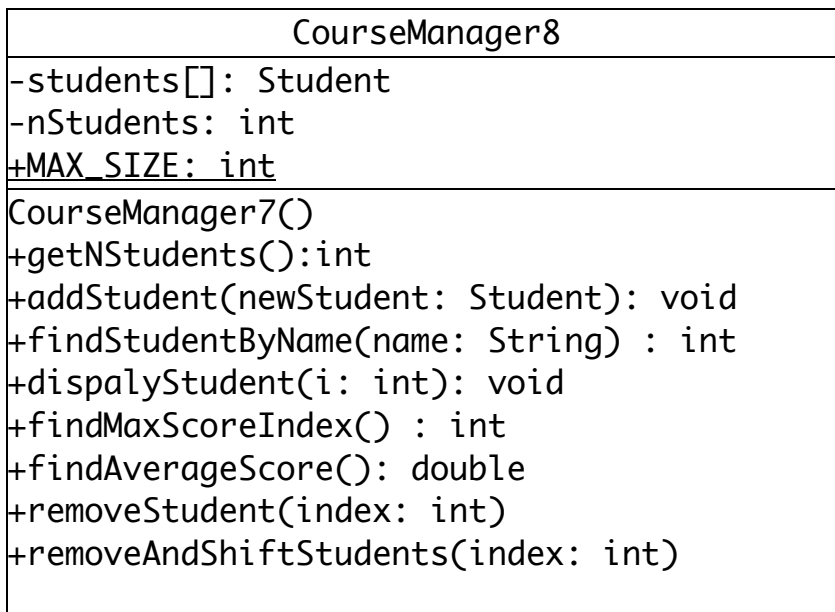 CourseManager8
-students[]: Student
-nStudents: int
+MAX_SIZE: int
CourseManager7()
+getNStudents():int
+addStudent(newStudent: Student): void
+findStudentByName(name: String) : int
+dispalyStudent(i: int): void
+findMaxScoreIndex() : int
+findAverageScore(): double
+removeStudent(index: int)
+removeAndShiftStudents(index: int)